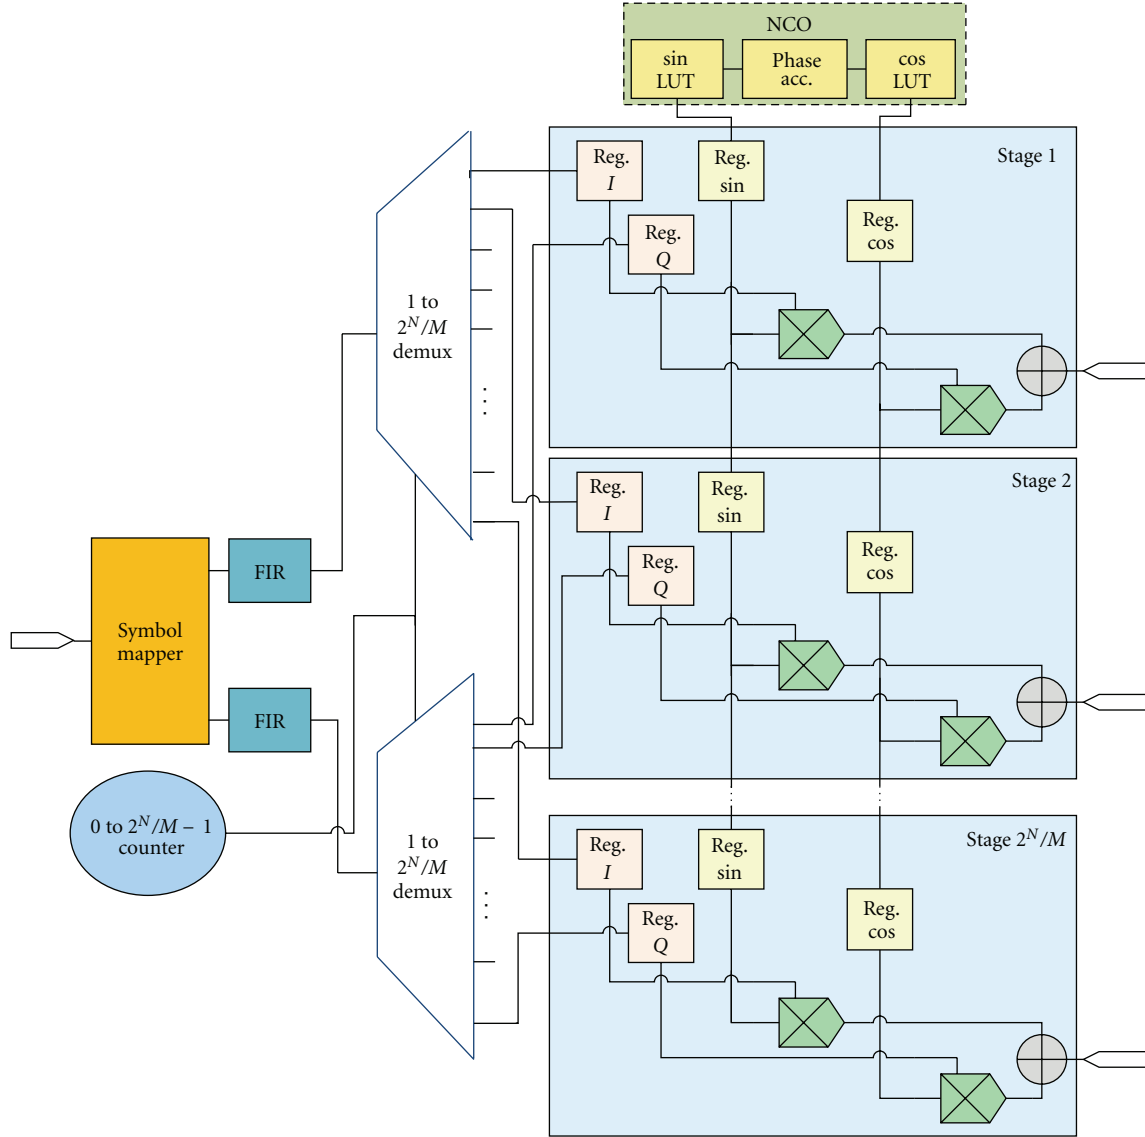 NCO
sin
LUT
Phase
acc.
cos
LUT
Stage 1
Reg.
I
Reg.
sin
Reg.
Q
Reg.
cos
1 to
2^N/M
demux
Stage 2
Reg.
I
Reg.
sin
Reg.
Q
Reg.
cos
FIR
Symbol
mapper
FIR
0 to 2^N/M – 1
counter
1 to
2^N/M
demux
Stage 2^N/M
Reg.
I
Reg.
sin
Reg.
Q
Reg.
cos